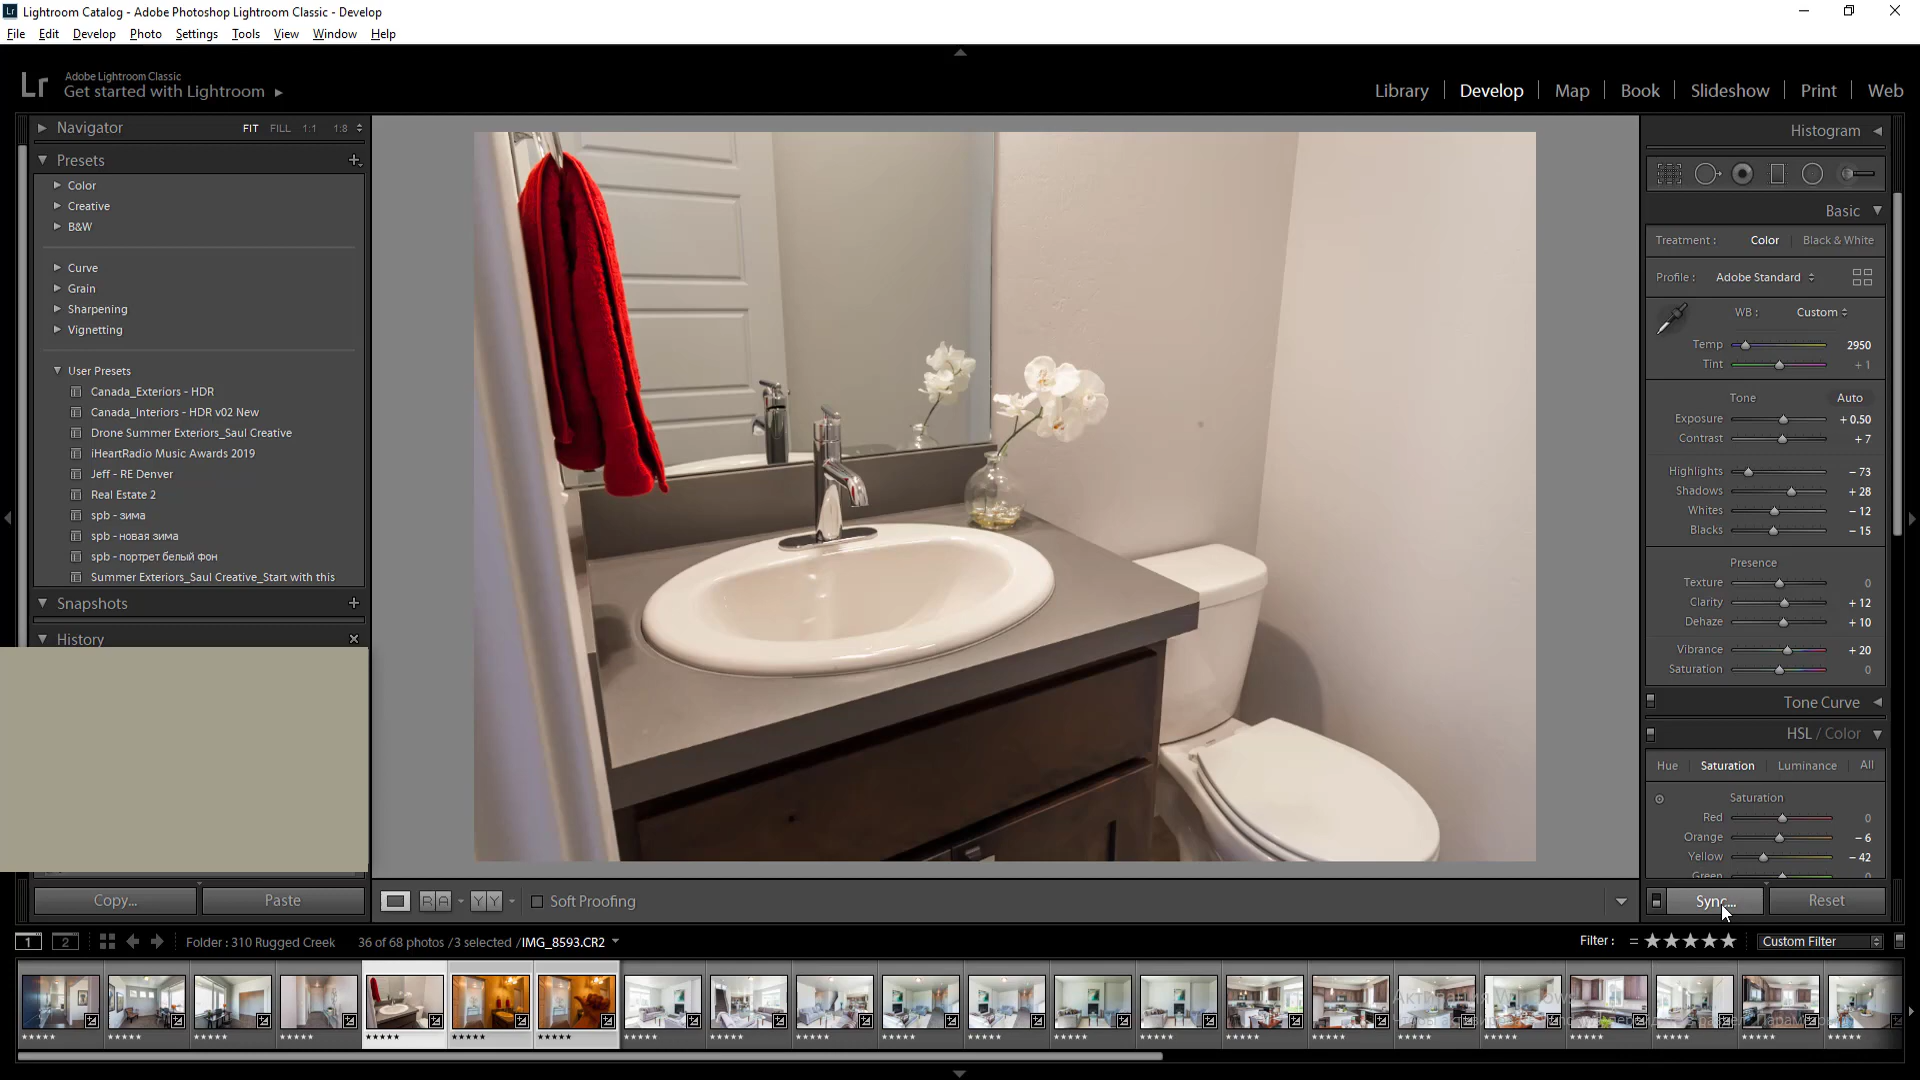 Lightroom Catalog - Adobe Photoshop Lightroom Classic - Develop
File Edit Develop Photo Settings Tools View Window Help
Lr
Adobe Lightroom Classic
Get started with Lightroom
Library Develop Map Book Slideshow Print Web
Navigator FIT FILL 1:1 1:8
Presets
Color
Creative
B&W
Curve
Grain
Sharpening
Vignetting
User Presets
Canada_Exteriors - HDR
Canada_Interiors - HDR v02 New
Drone Summer Exteriors_Saul Creative
iHeartRadio Music Awards 2019
Jeff - RE Denver
Real Estate 2
spb - зима
spb - новая зима
spb - портрет белый фон
Summer Exteriors_Saul Creative_Start with this
Snapshots
History
Copy... Paste
Soft Proofing
Histogram
Basic
Treatment : Color Black & White
Profile : Adobe Standard
WB : Custom
Temp 2950
Tint + 1
Tone Auto
Exposure + 0.50
Contrast + 7
Highlights - 73
Shadows + 28
Whites - 12
Blacks - 15
Presence
Texture 0
Clarity + 12
Dehaze + 10
Vibrance + 20
Saturation 0
Tone Curve
HSL / Color
Hue Saturation Luminance All
Saturation
Red 0
Orange - 6
Yellow - 42
Green 0
Sync... Reset
1 2 Folder : 310 Rugged Creek 36 of 68 photos /3 selected /IMG_8593.CR2 Filter : Custom Filter
Активация Windows